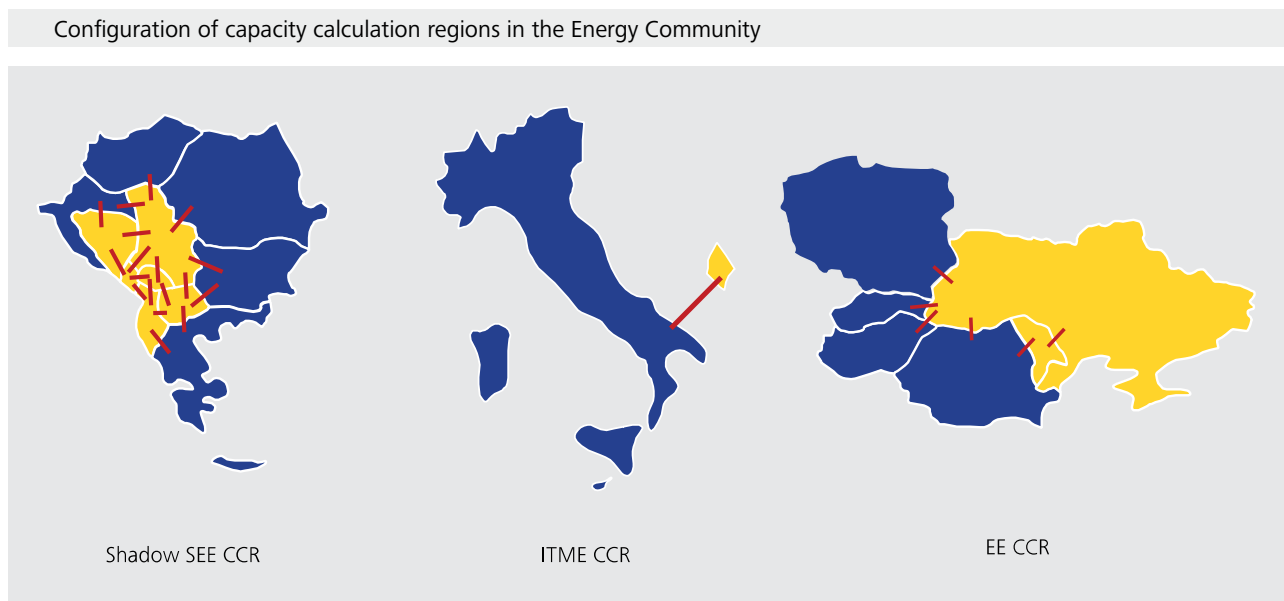 Configuration of capacity calculation regions in the Energy Community
Shadow SEE CCR
ITME CCR
EE CCR